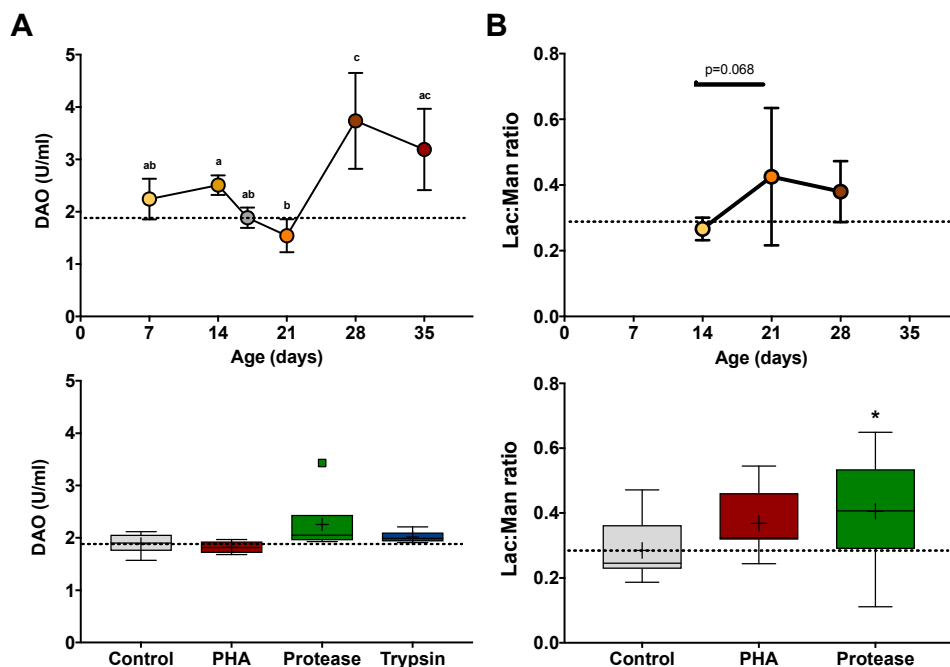 A
DAO (U/ml)
5
4
3
2
1
0
ab
a
ab
b
c
ac
0 7 14 21 28 35
Age (days)
B
Lac:Man ratio
0.8
0.6
0.4
0.2
0.0
p=0.068
0 7 14 21 28 35
Age (days)
DAO (U/ml)
5
4
3
2
1
0
Control PHA Protease Trypsin
Lac:Man ratio
0.8
0.6
0.4
0.2
0.0
*
Control PHA Protease